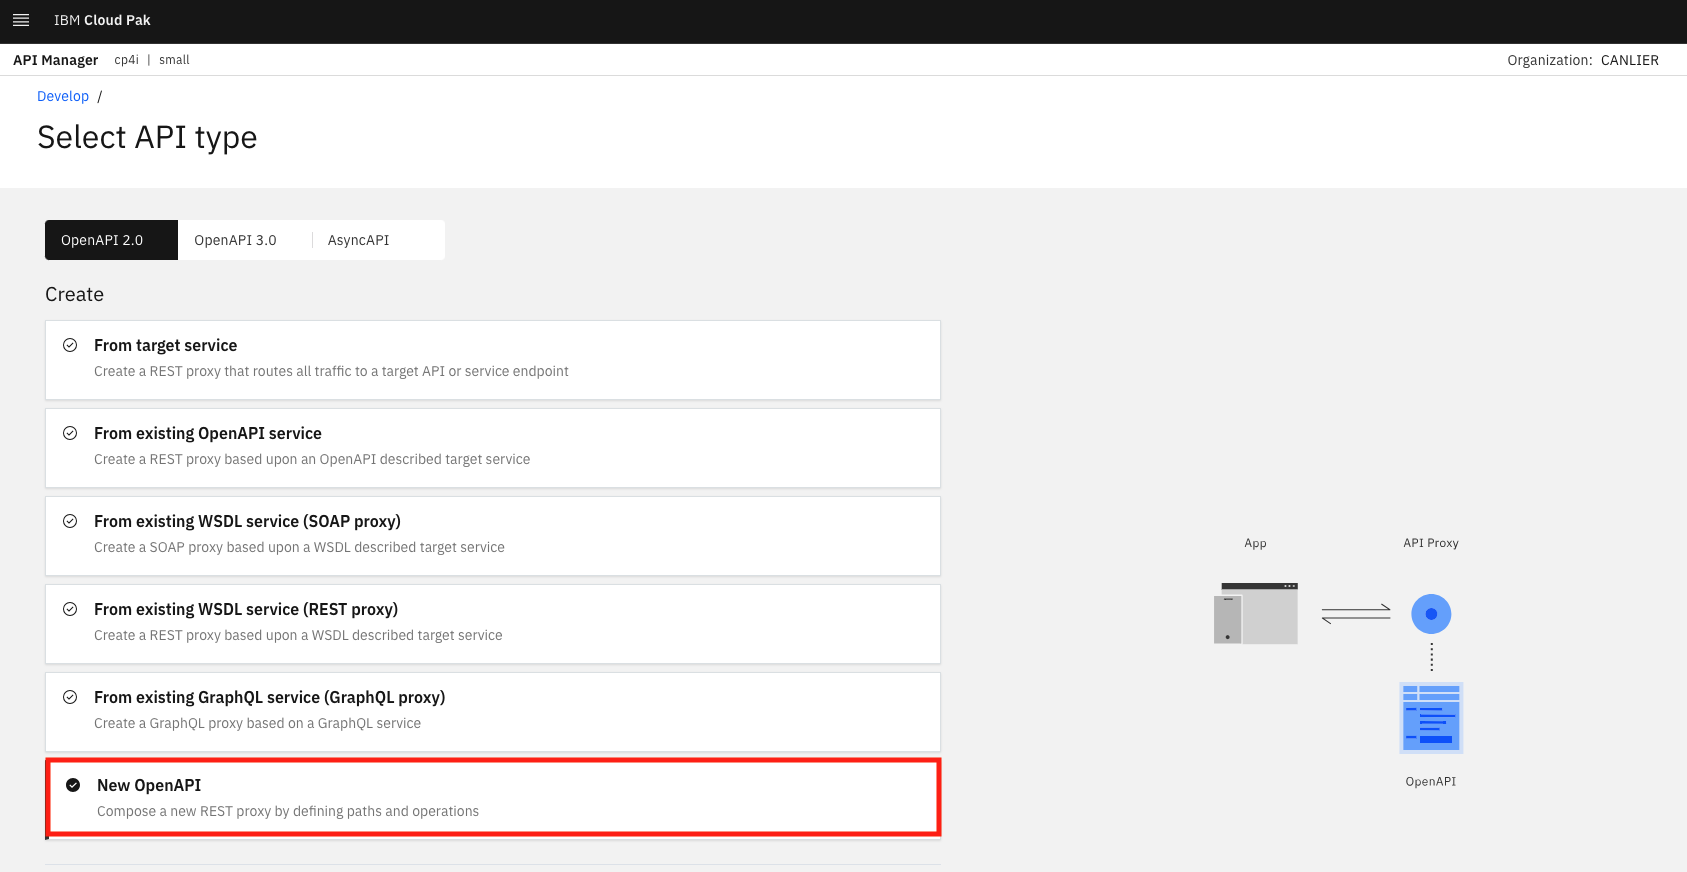 IBM Cloud Pak
API Manager cp4i | small Organization: CANLIER
Develop /
Select API type
OpenAPI 2.0 OpenAPI 3.0 AsyncAPI
Create
From target service
Create a REST proxy that routes all traffic to a target API or service endpoint
From existing OpenAPI service
Create a REST proxy based upon an OpenAPI described target service
From existing WSDL service (SOAP proxy)
Create a SOAP proxy based upon a WSDL described target service
From existing WSDL service (REST proxy)
Create a REST proxy based upon a WSDL described target service
From existing GraphQL service (GraphQL proxy)
Create a GraphQL proxy based on a GraphQL service
New OpenAPI
Compose a new REST proxy by defining paths and operations
App API Proxy
OpenAPI